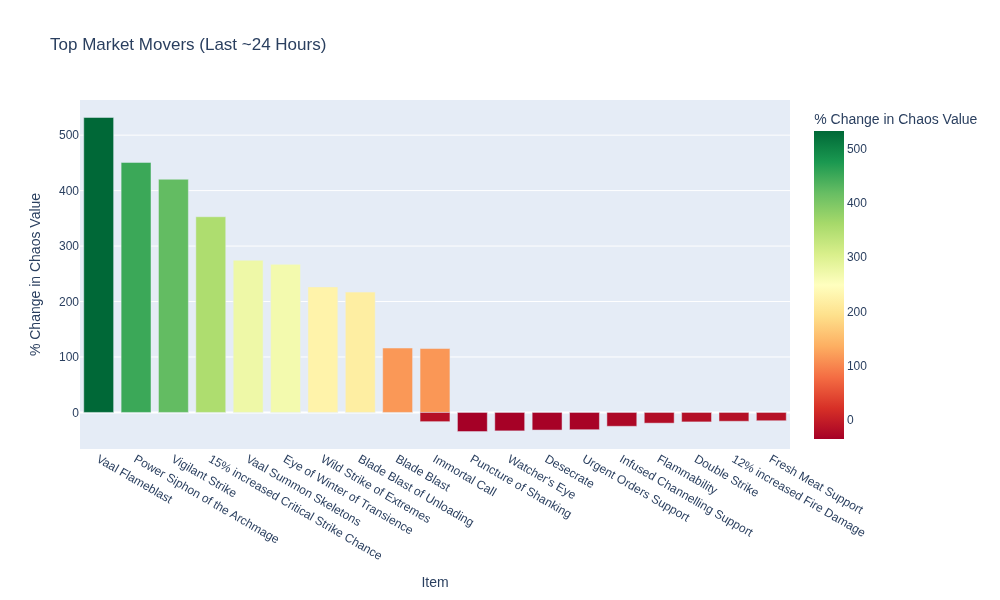 Top Market Movers (Last ~24 Hours)
% Change in Chaos Value
500
400
300
200
100
0
% Change in Chaos Value
500
400
300
200
100
0
Vaal Flameblast
Power Siphon of the Archmage
Vigilant Strike
15% increased Critical Strike Chance
Vaal Summon Skeletons
Eye of Winter of Transience
Wild Strike of Extremes
Blade Blast of Unloading
Blade Blast
Immortal Call
Puncture of Shanking
Watcher's Eye
Desecrate
Urgent Orders Support
Infused Channelling Support
Flammability
Double Strike
12% increased Fire Damage
Fresh Meat Support
Item